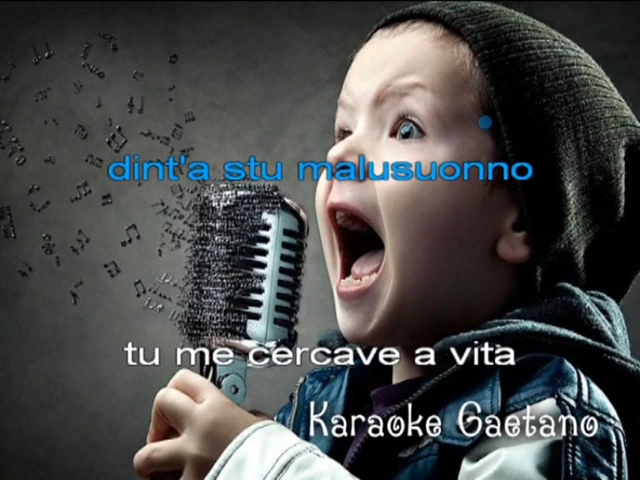 dint'a stu malusuonno
tu me cercave a vita
Karaoke Gaetano